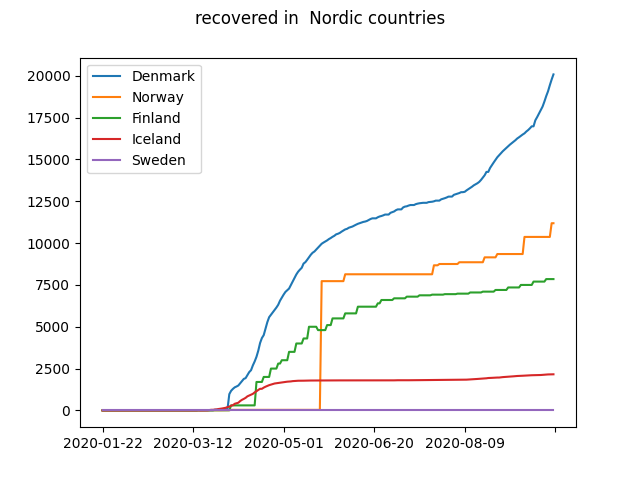 recovered in  Nordic countries
Denmark
Norway
Finland
Iceland
Sweden
20000
17500
15000
12500
10000
7500
5000
2500
0
2020-01-22 2020-03-12 2020-05-01 2020-06-20 2020-08-09